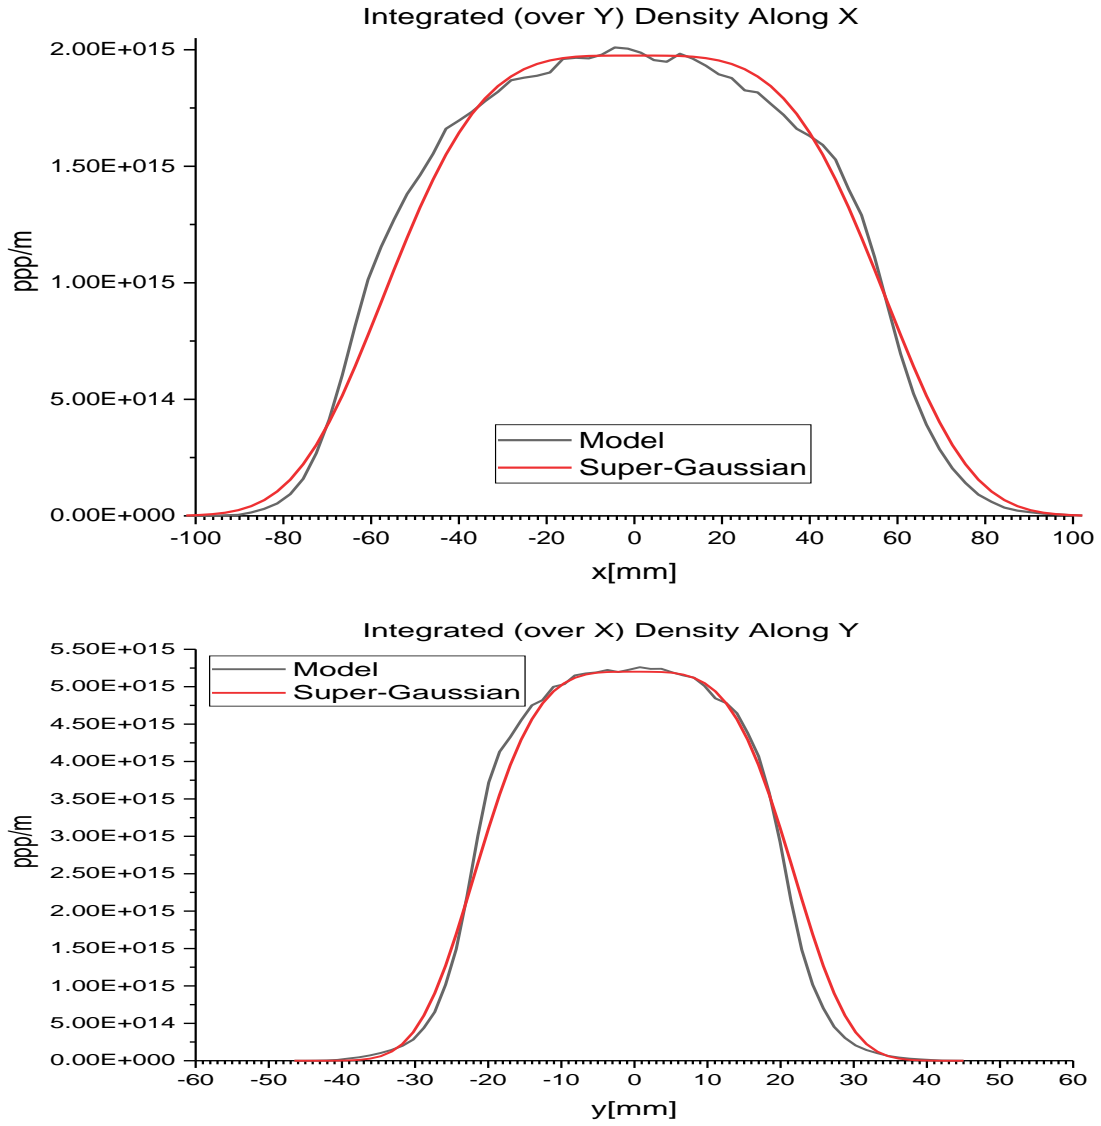 Integrated (over Y) Density Along X
2.00E+015
1.50E+015
1.00E+015
5.00E+014
0.00E+000
ppp/m
Model
Super-Gaussian
-100 -80 -60 -40 -20 0 20 40 60 80 100
x[mm]
Integrated (over X) Density Along Y
5.50E+015
5.00E+015
4.50E+015
4.00E+015
3.50E+015
3.00E+015
2.50E+015
2.00E+015
1.50E+015
1.00E+015
5.00E+014
0.00E+000
ppp/m
Model
Super-Gaussian
-60 -50 -40 -30 -20 -10 0 10 20 30 40 50 60
y[mm]